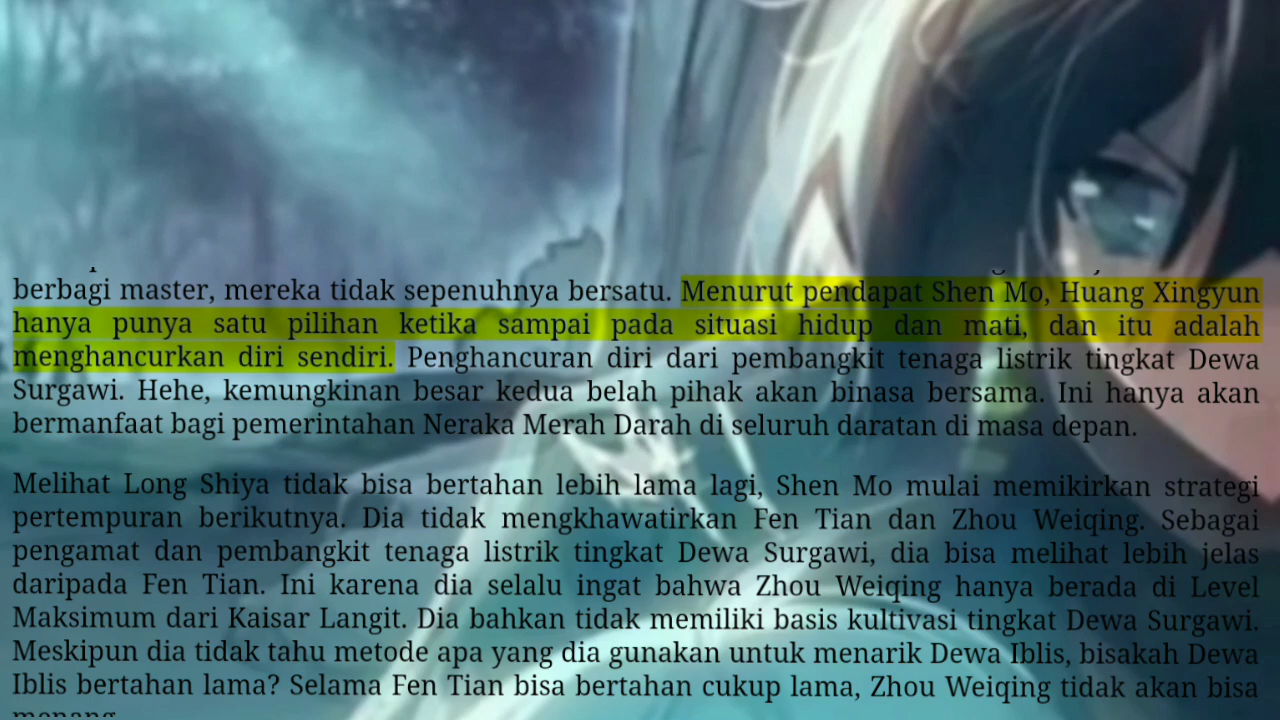 berbagi master, mereka tidak sepenuhnya bersatu. Menurut pendapat Shen Mo, Huang Xingyun
hanya punya satu pilihan ketika sampai pada situasi hidup dan mati, dan itu adalah
menghancurkan diri sendiri. Penghancuran diri dari pembangkit tenaga listrik tingkat Dewa
Surgawi. Hehe, kemungkinan besar kedua belah pihak akan binasa bersama. Ini hanya akan
bermanfaat bagi pemerintahan Neraka Merah Darah di seluruh daratan di masa depan.
Melihat Long Shiya tidak bisa bertahan lebih lama lagi, Shen Mo mulai memikirkan strategi
pertempuran berikutnya. Dia tidak mengkhawatirkan Fen Tian dan Zhou Weiqing. Sebagai
pengamat dan pembangkit tenaga listrik tingkat Dewa Surgawi, dia bisa melihat lebih jelas
daripada Fen Tian. Ini karena dia selalu ingat bahwa Zhou Weiqing hanya berada di Level
Maksimum dari Kaisar Langit. Dia bahkan tidak memiliki basis kultivasi tingkat Dewa Surgawi.
Meskipun dia tidak tahu metode apa yang dia gunakan untuk menarik Dewa Iblis, bisakah Dewa
Iblis bertahan lama? Selama Fen Tian bisa bertahan cukup lama, Zhou Weiqing tidak akan bisa